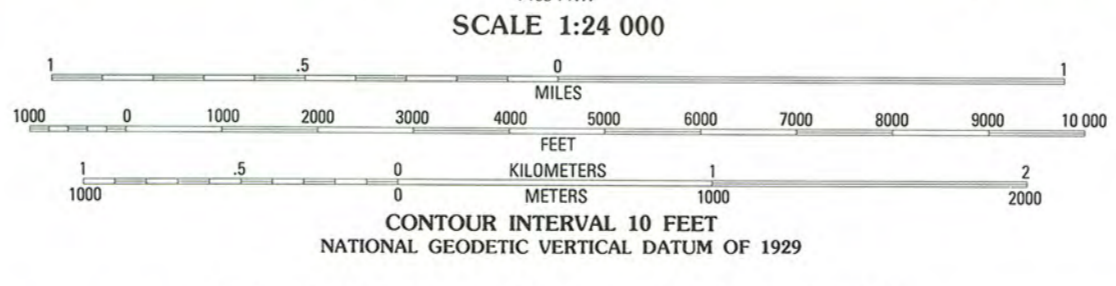 SCALE 1:24 000
1 .5 0 1
MILES
1000 0 1000 2000 3000 4000 5000 6000 7000 8000 9000 10 000
FEET
1 .5 0 KILOMETERS 1 2
1000 0 METERS 1000 2000
CONTOUR INTERVAL 10 FEET
NATIONAL GEODETIC VERTICAL DATUM OF 1929